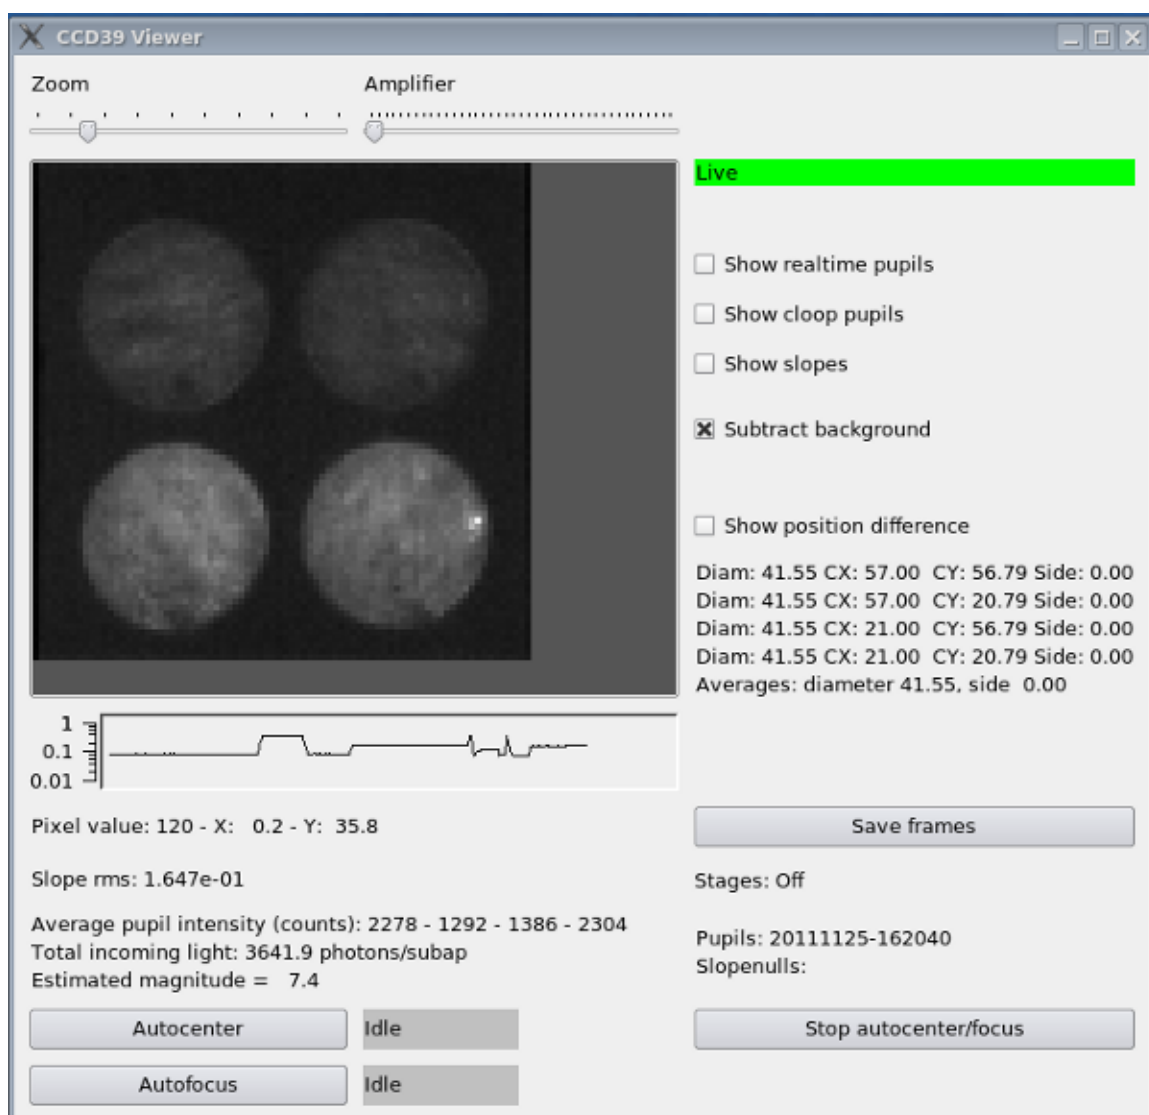 CCD39 Viewer
Zoom
Amplifier
Live
Show realtime pupils
Show cloop pupils
Show slopes
Subtract background
Show position difference
Diam: 41.55 CX: 57.00 CY: 56.79 Side: 0.00
Diam: 41.55 CX: 57.00 CY: 20.79 Side: 0.00
Diam: 41.55 CX: 21.00 CY: 56.79 Side: 0.00
Diam: 41.55 CX: 21.00 CY: 20.79 Side: 0.00
Averages: diameter 41.55, side 0.00
1
0.1
0.01
Pixel value: 120 - X: 0.2 - Y: 35.8
Save frames
Slope rms: 1.647e-01
Stages: Off
Average pupil intensity (counts): 2278 - 1292 - 1386 - 2304
Total incoming light: 3641.9 photons/subap
Estimated magnitude = 7.4
Pupils: 20111125-162040
Slopenulls:
Autocenter
Idle
Stop autocenter/focus
Autofocus
Idle